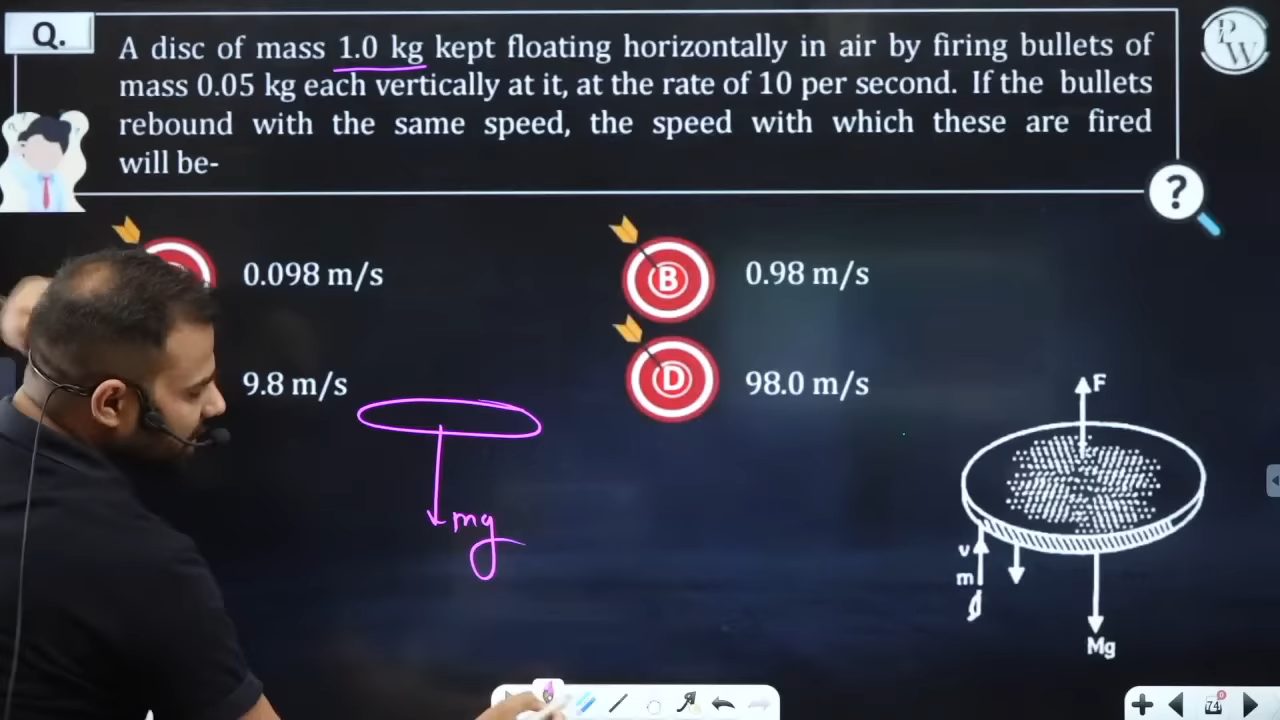 Q.
A disc of mass 1.0 kg kept floating horizontally in air by firing bullets of
mass 0.05 kg each vertically at it, at the rate of 10 per second. If the bullets
rebound with the same speed, the speed with which these are fired
will be-
P
W
?
0.098 m/s
B
0.98 m/s
9.8 m/s
D
98.0 m/s
mg
F
v
m
Mg
74